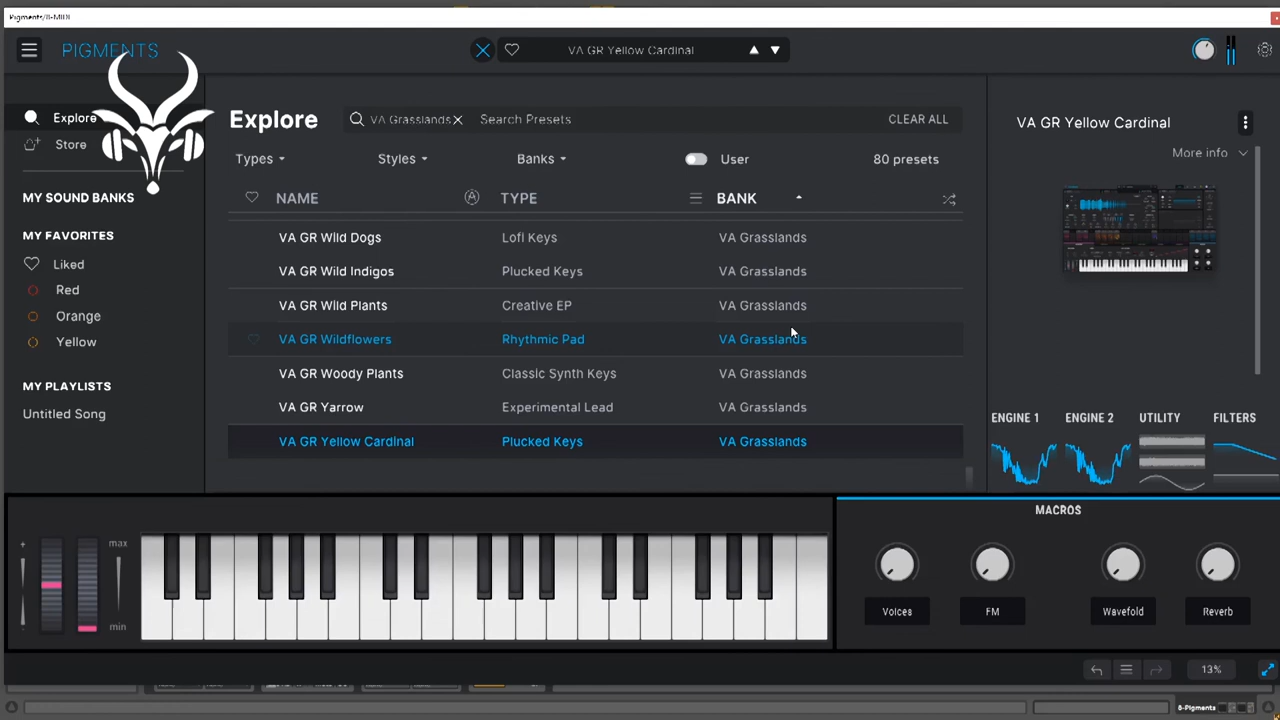 Pigments/8-MIDI
PIGMENTS
VA GR Yellow Cardinal
Explore
Store
MY SOUND BANKS
MY FAVORITES
Liked
Red
Orange
Yellow
MY PLAYLISTS
Untitled Song
Explore
VA Grasslands
Search Presets
CLEAR ALL
Types
Styles
Banks
User
80 presets
NAME TYPE BANK
VA GR Wild Dogs Lofi Keys VA Grasslands
VA GR Wild Indigos Plucked Keys VA Grasslands
VA GR Wild Plants Creative EP VA Grasslands
VA GR Wildflowers Rhythmic Pad VA Grasslands
VA GR Woody Plants Classic Synth Keys VA Grasslands
VA GR Yarrow Experimental Lead VA Grasslands
VA GR Yellow Cardinal Plucked Keys VA Grasslands
VA GR Yellow Cardinal
More info
ENGINE 1 ENGINE 2 UTILITY FILTERS
+ max
- min
MACROS
Voices FM Wavefold Reverb
13%
8-Pigments